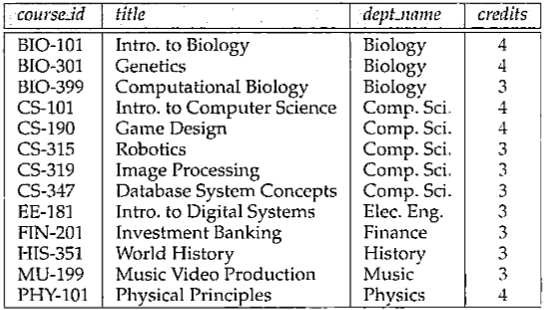 course_id title dept_name credits
BIO-101 Intro. to Biology Biology 4
BIO-301 Genetics Biology 4
BIO-399 Computational Biology Biology 3
CS-101 Intro. to Computer Science Comp. Sci. 4
CS-190 Game Design Comp. Sci. 4
CS-315 Robotics Comp. Sci. 3
CS-319 Image Processing Comp. Sci. 3
CS-347 Database System Concepts Comp. Sci. 3
EE-181 Intro. to Digital Systems Elec. Eng. 3
FIN-201 Investment Banking Finance 3
HIS-351 World History History 3
MU-199 Music Video Production Music 3
PHY-101 Physical Principles Physics 4